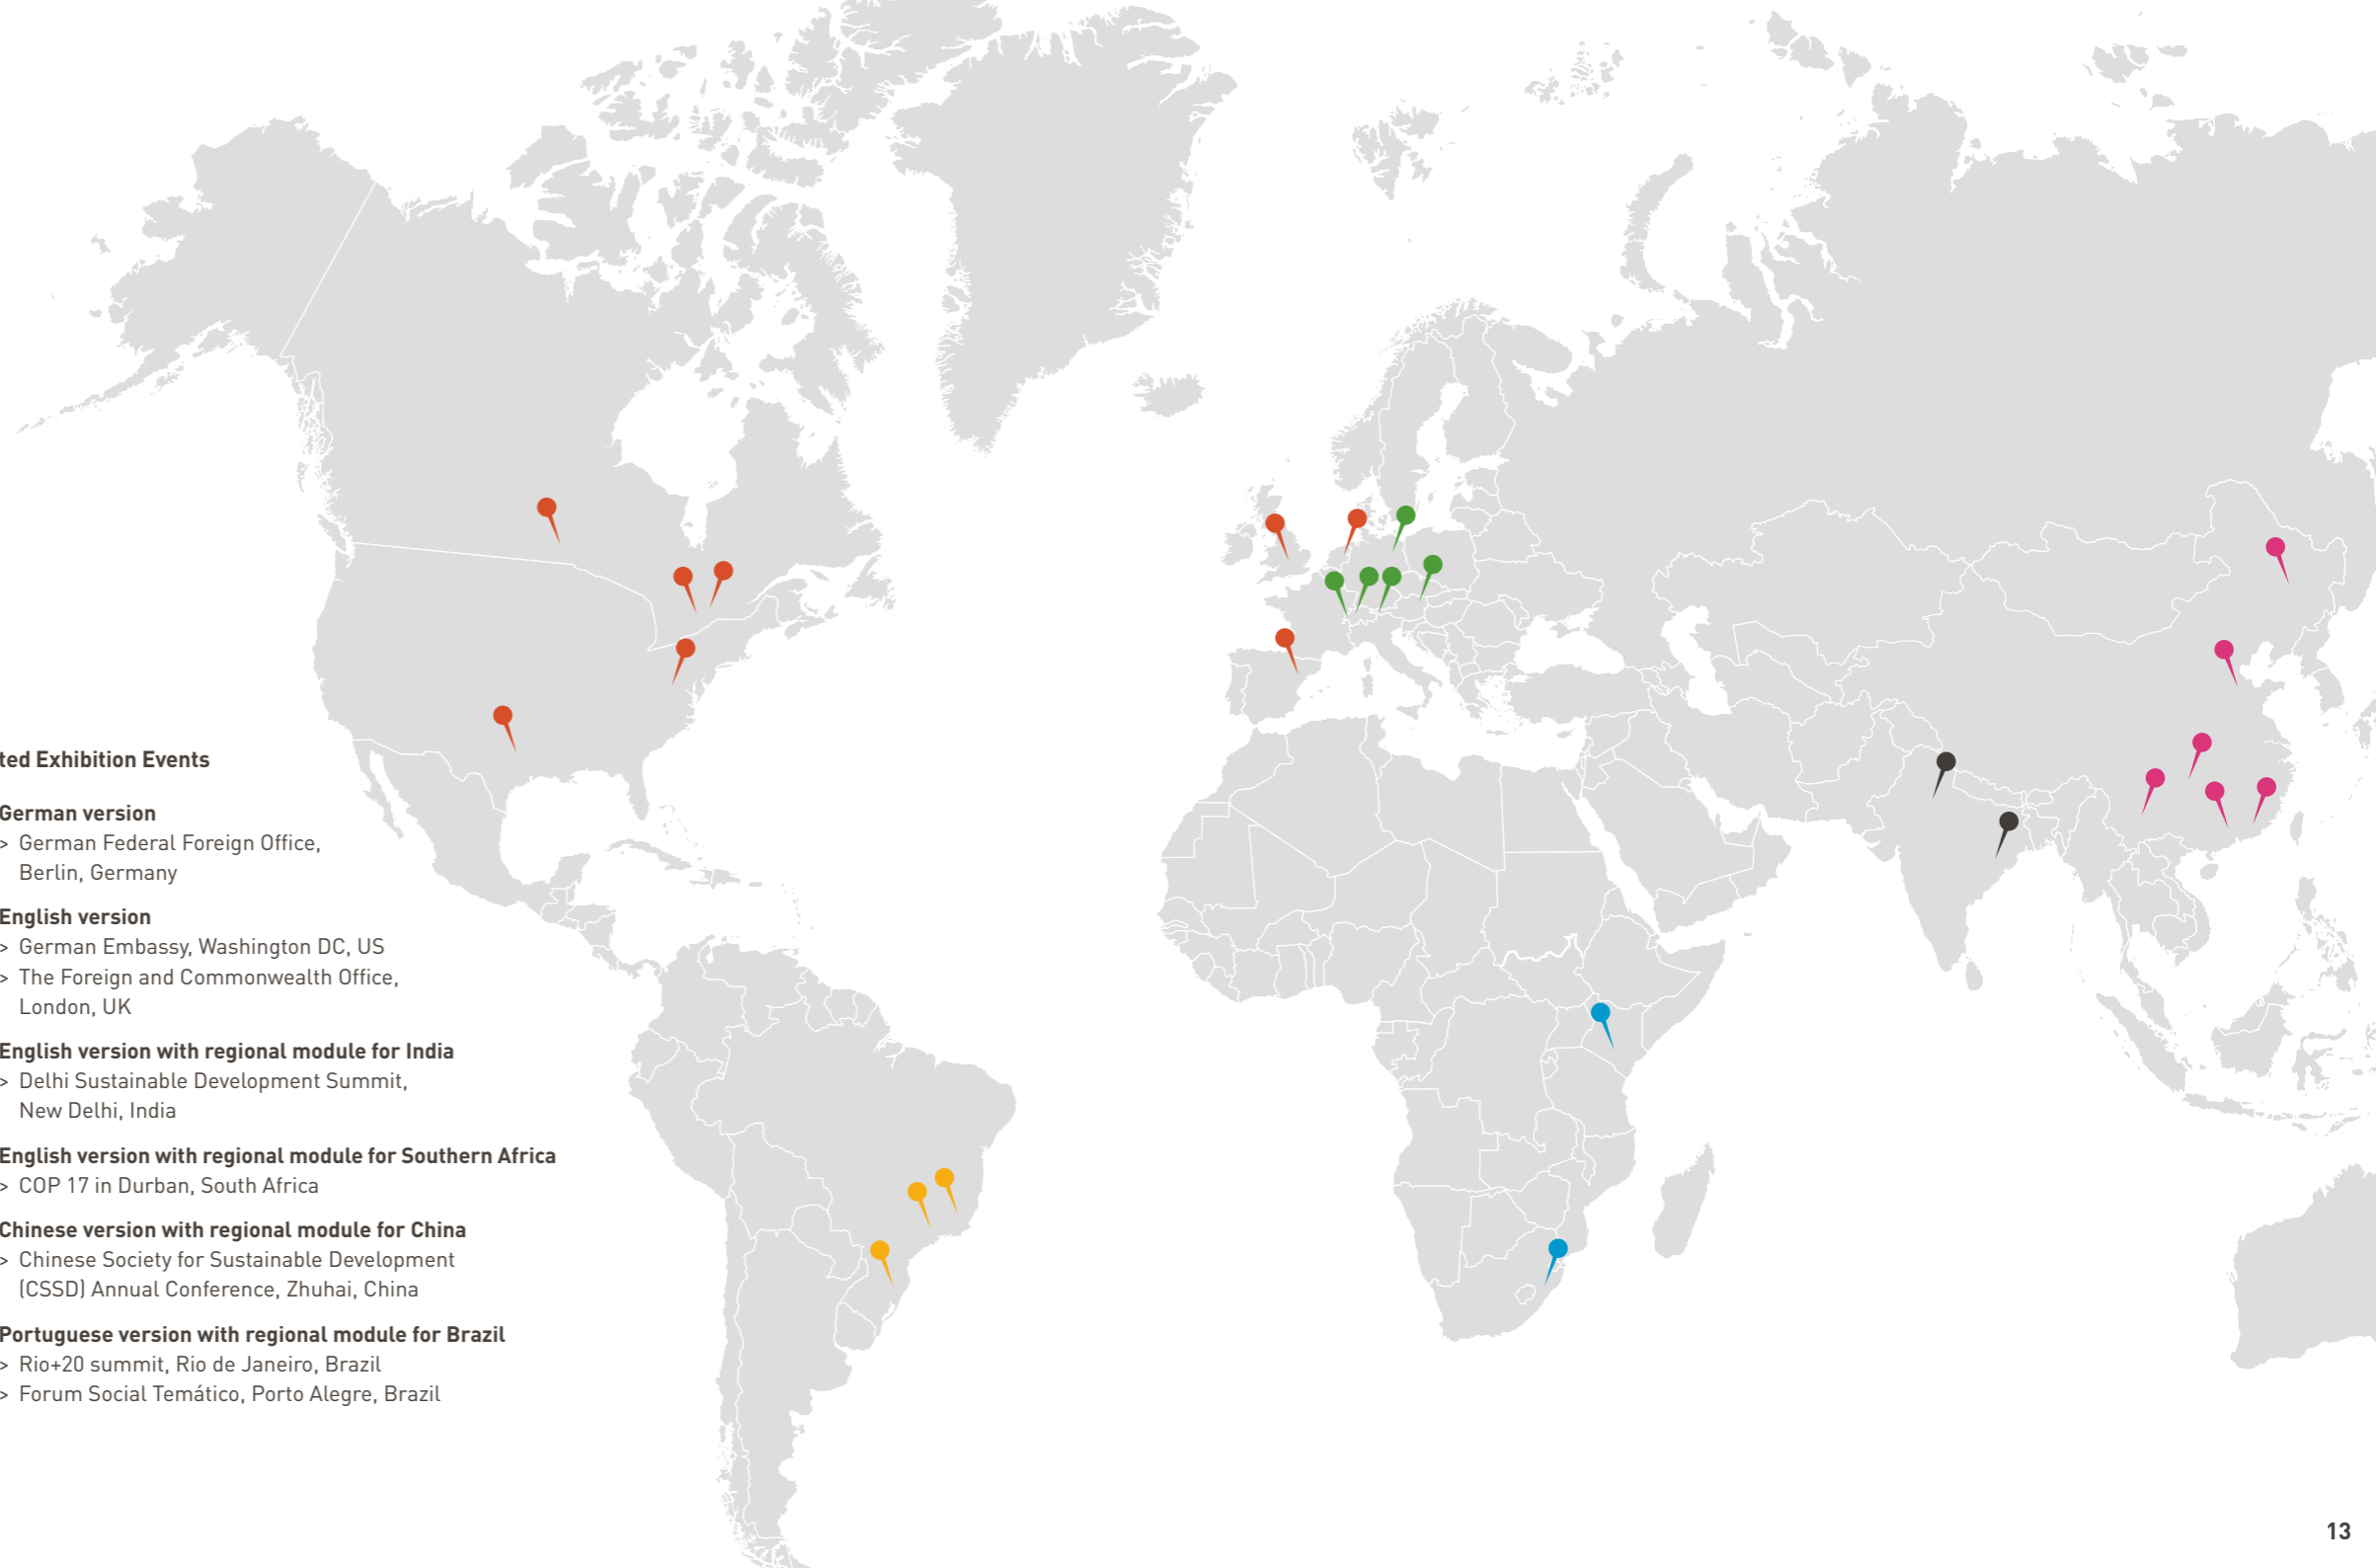 ted Exhibition Events
German version
> German Federal Foreign Office,
Berlin, Germany
English version
> German Embassy, Washington DC, US
> The Foreign and Commonwealth Office,
London, UK
English version with regional module for India
> Delhi Sustainable Development Summit,
New Delhi, India
English version with regional module for Southern Africa
> COP 17 in Durban, South Africa
Chinese version with regional module for China
> Chinese Society for Sustainable Development
(CSSD) Annual Conference, Zhuhai, China
Portuguese version with regional module for Brazil
> Rio+20 summit, Rio de Janeiro, Brazil
> Forum Social Temático, Porto Alegre, Brazil
13